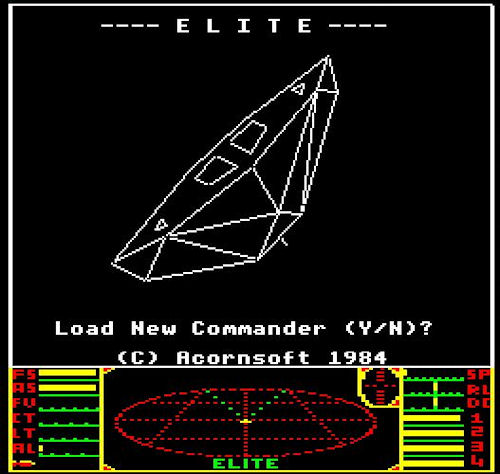 ---- E L I T E ----
Load New Commander (Y/N)?
(C) Acornsoft 1984
FS
AS
FU
CT
LT
AL
SP
RL
DC
1
2
3
4
ELITE